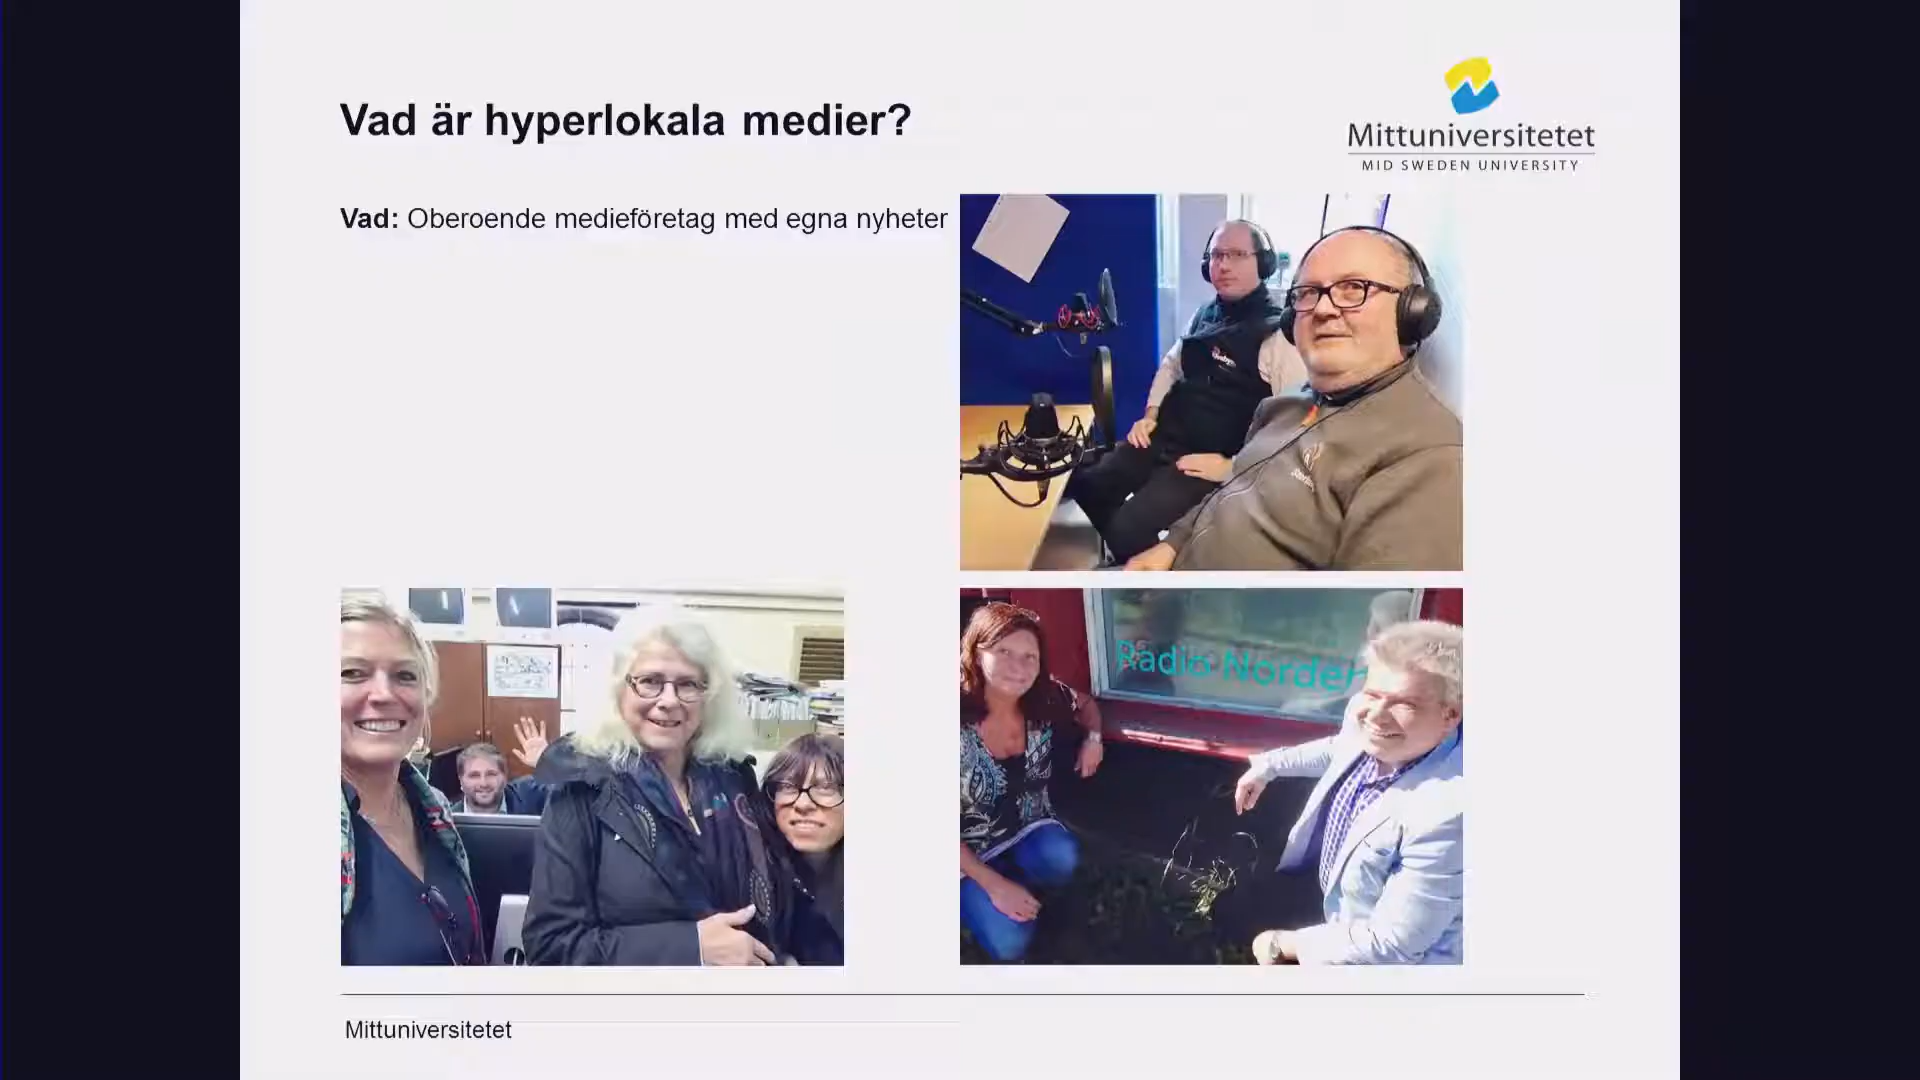 Vad är hyperlokala medier?
Mittuniversitetet
MID SWEDEN UNIVERSITY
Vad: Oberoende medieföretag med egna nyheter
Radio Norden
Mittuniversitetet